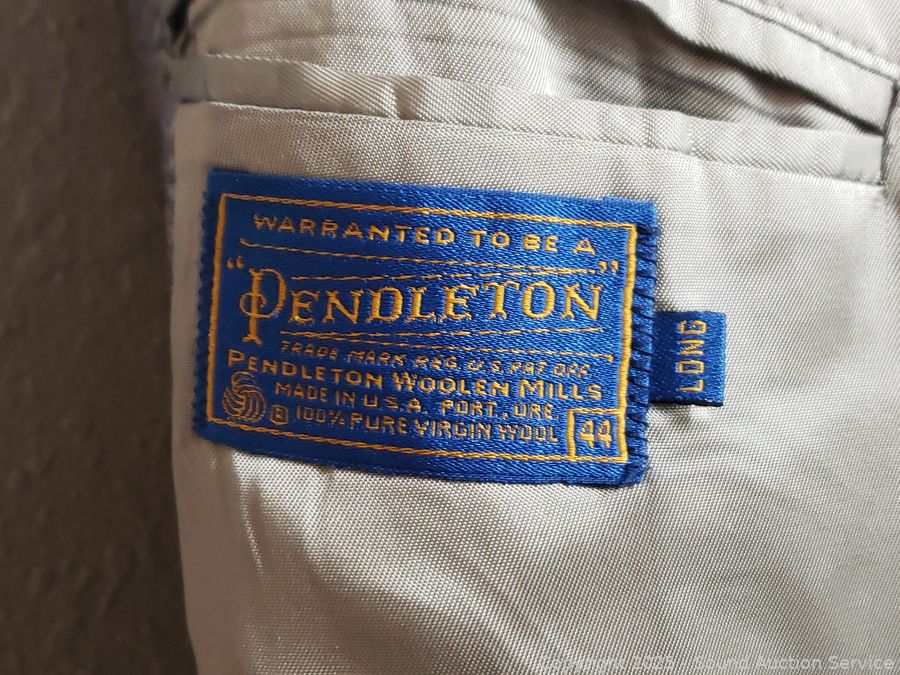 WARRANTED TO BE A
"PENDLETON"
TRADE MARK REG. U.S. PAT OFF
PENDLETON WOOLEN MILLS
MADE IN U.S.A. PORT., ORE.
® 100% PURE VIRGIN WOOL 44
LONG
Copyright 2025 - Sound Auction Service